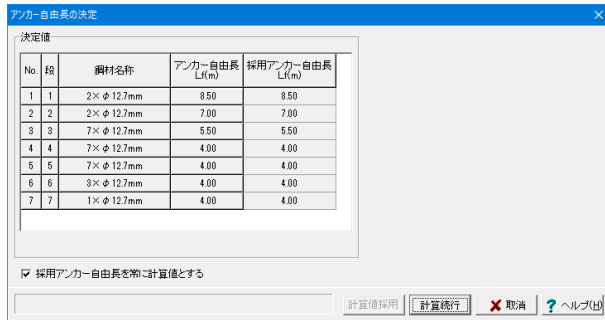 アンカー自由長の決定
決定値
No. 段 鋼材名称 アンカー自由長 Lf(m) 採用アンカー自由長 Lf(m)
1 1 2×φ12.7mm 8.50 8.50
2 2 2×φ12.7mm 7.00 7.00
3 3 7×φ12.7mm 5.50 5.50
4 4 7×φ12.7mm 4.00 4.00
5 5 7×φ12.7mm 4.00 4.00
6 6 3×φ12.7mm 4.00 4.00
7 7 1×φ12.7mm 4.00 4.00
採用アンカー自由長を常に計算値とする
計算値採用 計算続行 取消 ? ヘルプ(H)